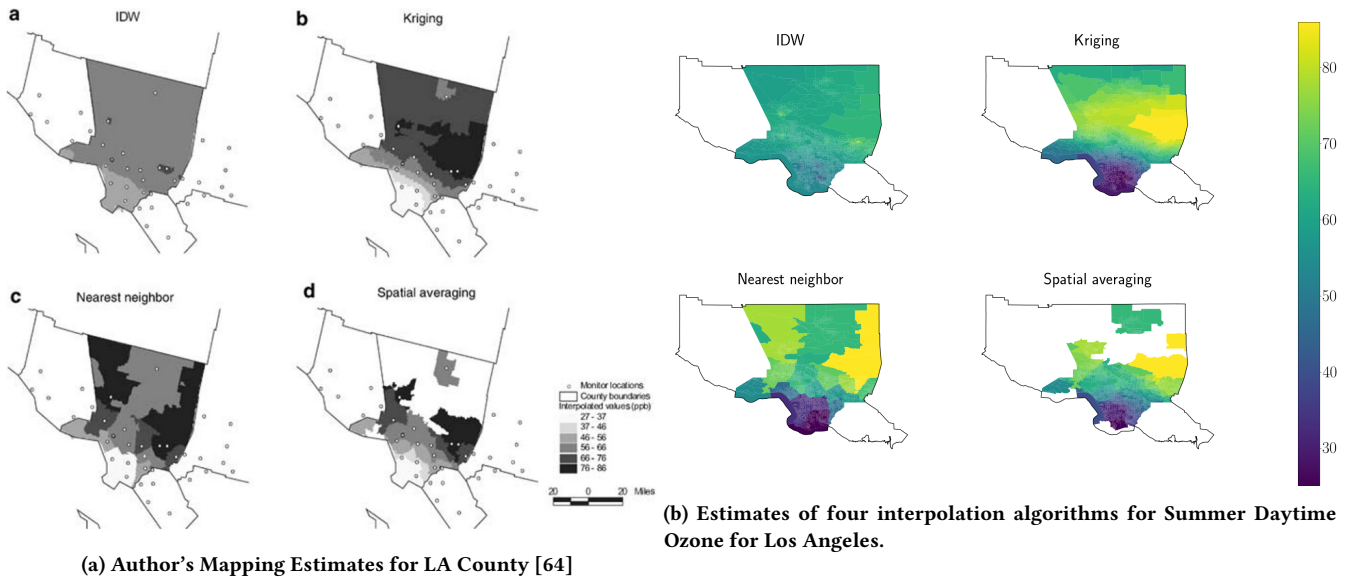 a
IDW
b
Kriging
c
Nearest neighbor
d
Spatial averaging
Monitor locations
County boundaries
Interpolated values (ppb)
27 - 37
37 - 46
46 - 56
56 - 66
66 - 76
76 - 86
20 0 20 Miles
(a) Author's Mapping Estimates for LA County [64]
IDW
Kriging
Nearest neighbor
Spatial averaging
80
70
60
50
40
30
(b) Estimates of four interpolation algorithms for Summer Daytime
Ozone for Los Angeles.